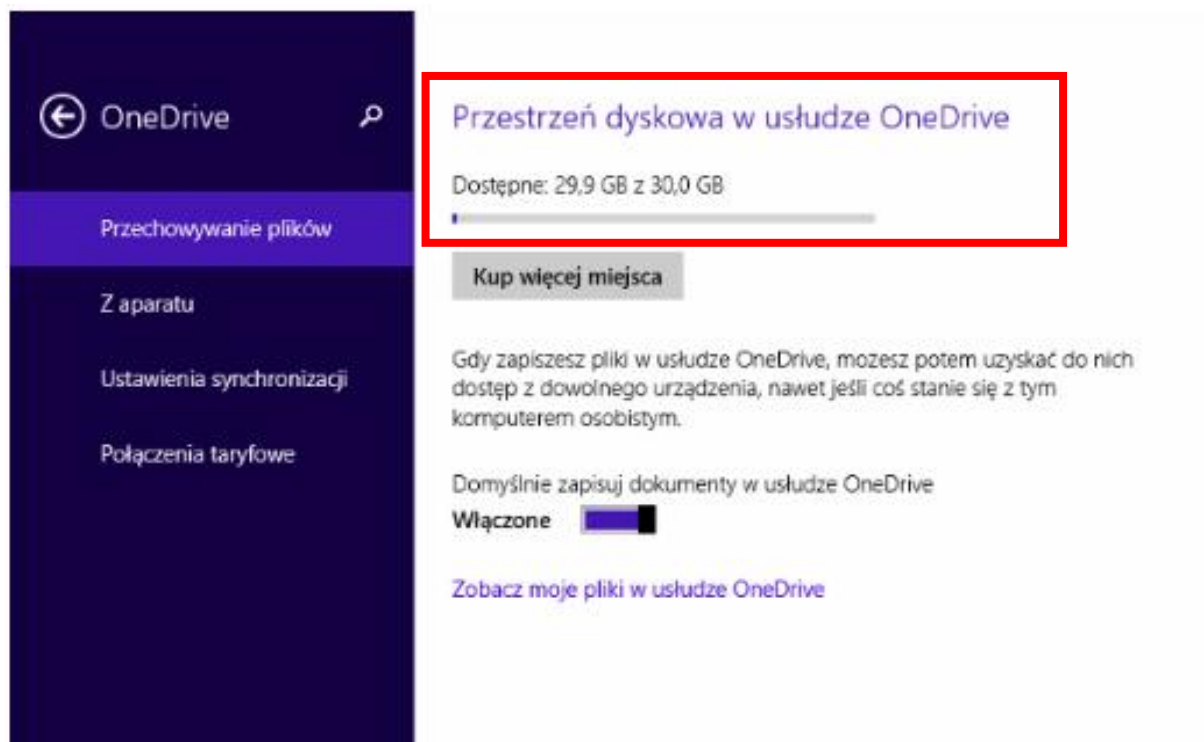 OneDrive
Przechowywanie plików
Z aparatu
Ustawienia synchronizacji
Połączenia taryfowe
Przestrzeń dyskowa w usłudze OneDrive
Dostępne: 29,9 GB z 30,0 GB
Kup więcej miejsca
Gdy zapiszesz pliki w usłudze OneDrive, możesz potem uzyskać do nich
dostęp z dowolnego urządzenia, nawet jeśli coś stanie się z tym
komputerem osobistym.
Domyślnie zapisuj dokumenty w usłudze OneDrive
Włączone
Zobacz moje pliki w usłudze OneDrive